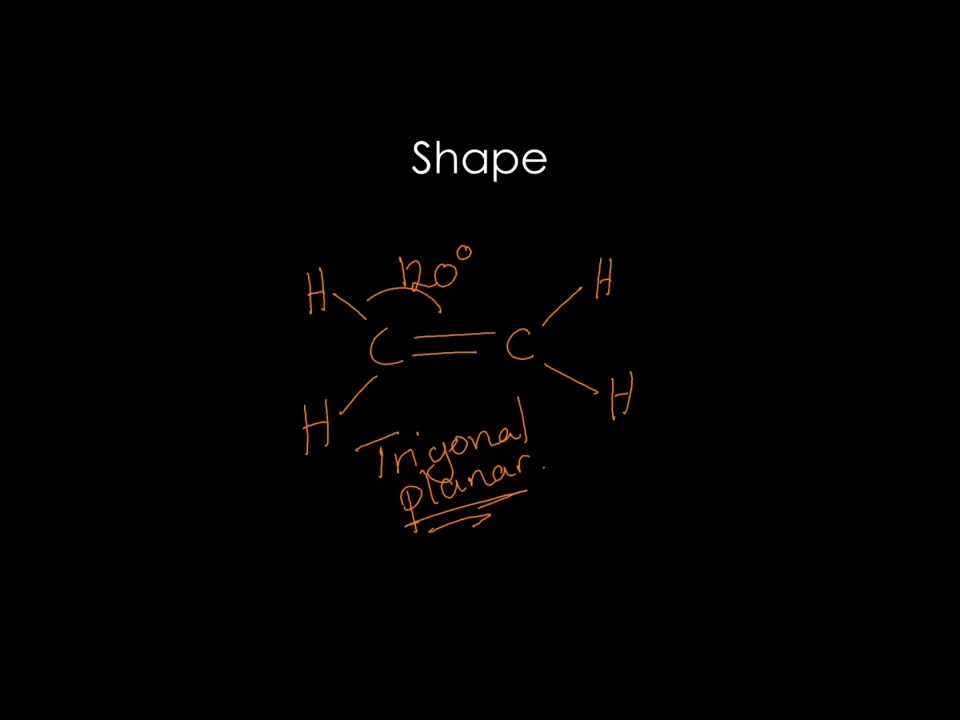 Shape
120°
H H
C = C
H H
Trigonal
planar.